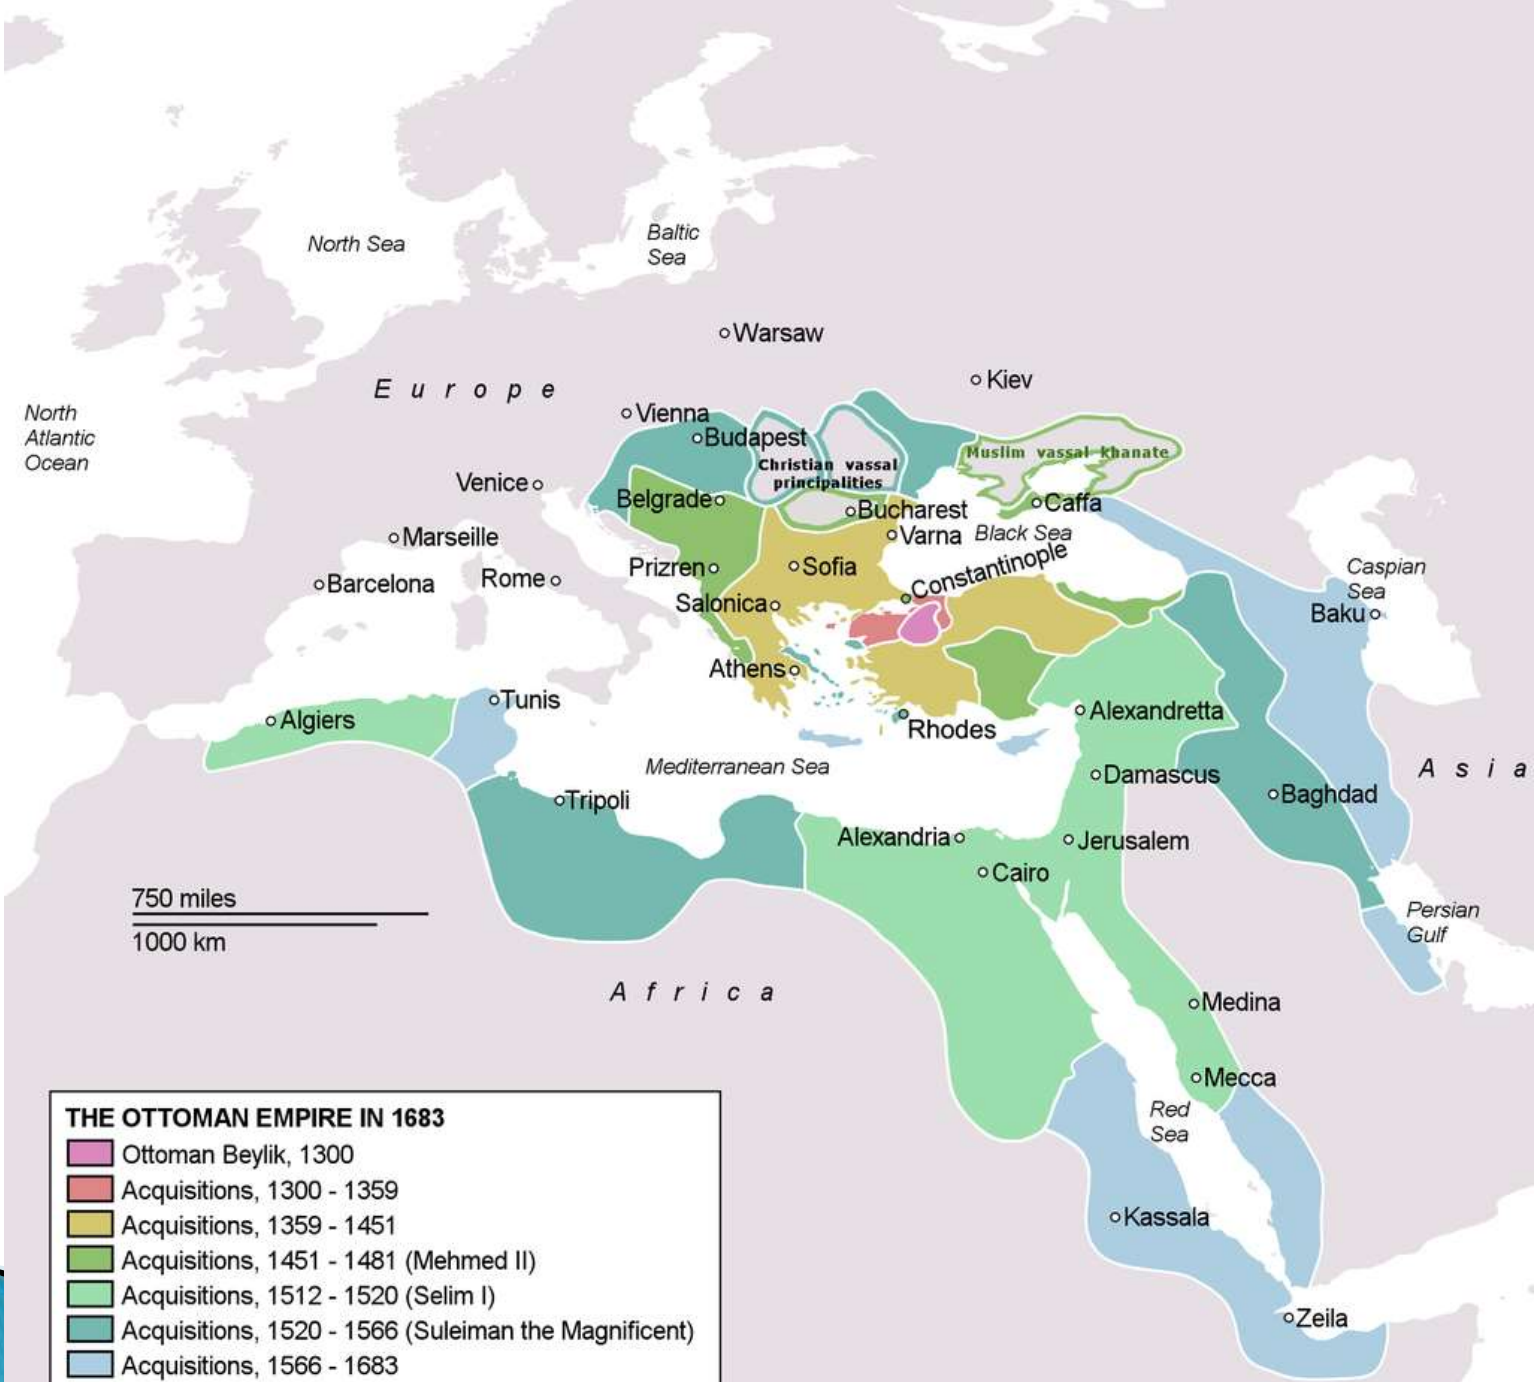 North Sea
Baltic
Sea
Warsaw
Kiev
E u r o p e
North
Atlantic
Ocean
Vienna
Budapest
Christian vassal
principalities
Muslim vassal khanate
Venice
Belgrade
Bucharest
Caffa
Marseille
Varna
Black Sea
Barcelona
Rome
Prizren
Sofia
Constantinople
Caspian
Sea
Salonica
Baku
Athens
Algiers
Tunis
Alexandretta
Rhodes
Mediterranean Sea
Damascus
A s i a
Tripoli
Baghdad
Alexandria
Jerusalem
Cairo
750 miles
1000 km
Persian
Gulf
A f r i c a
Medina
Mecca
Red
Sea
Kassala
Zeila
THE OTTOMAN EMPIRE IN 1683
Ottoman Beylik, 1300
Acquisitions, 1300 - 1359
Acquisitions, 1359 - 1451
Acquisitions, 1451 - 1481 (Mehmed II)
Acquisitions, 1512 - 1520 (Selim I)
Acquisitions, 1520 - 1566 (Suleiman the Magnificent)
Acquisitions, 1566 - 1683